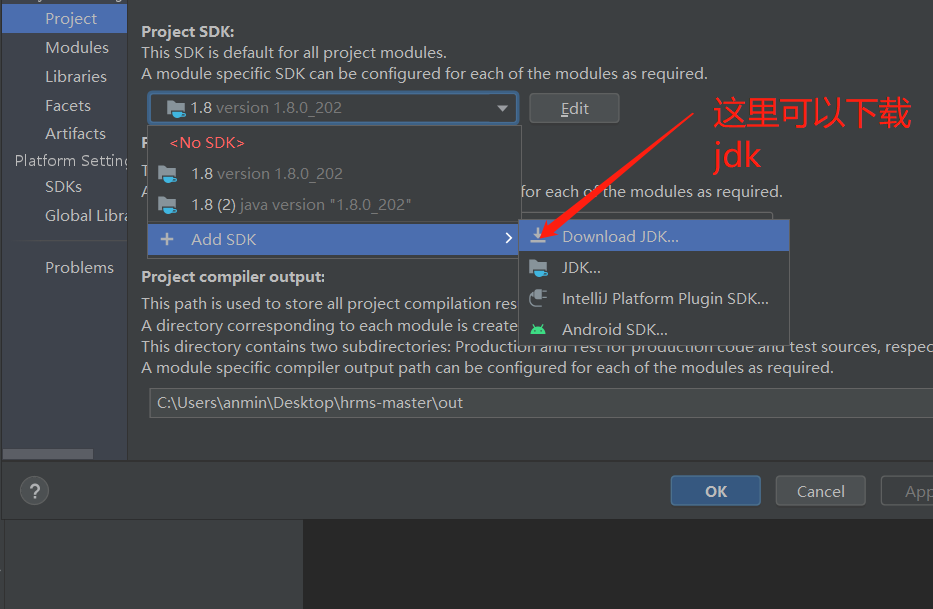 Project
Modules
Libraries
Facets
Artifacts
Platform Setting
SDKs
Global Libra
Problems
Project SDK:
This SDK is default for all project modules.
A module specific SDK can be configured for each of the modules as required.
1.8 version 1.8.0_202
Edit
<No SDK>
1.8 version 1.8.0_202
1.8 (2) java version "1.8.0_202"
Add SDK
for each of the modules as required.
这里可以下载
jdk
Download JDK...
JDK...
IntelliJ Platform Plugin SDK...
Android SDK...
Project compiler output:
This path is used to store all project compilation res
A directory corresponding to each module is create
This directory contains two subdirectories: Production and Test for production code and test sources, respec
A module specific compiler output path can be configured for each of the modules as required.
C:\Users\anmin\Desktop\hrms-master\out
?
OK
Cancel
App